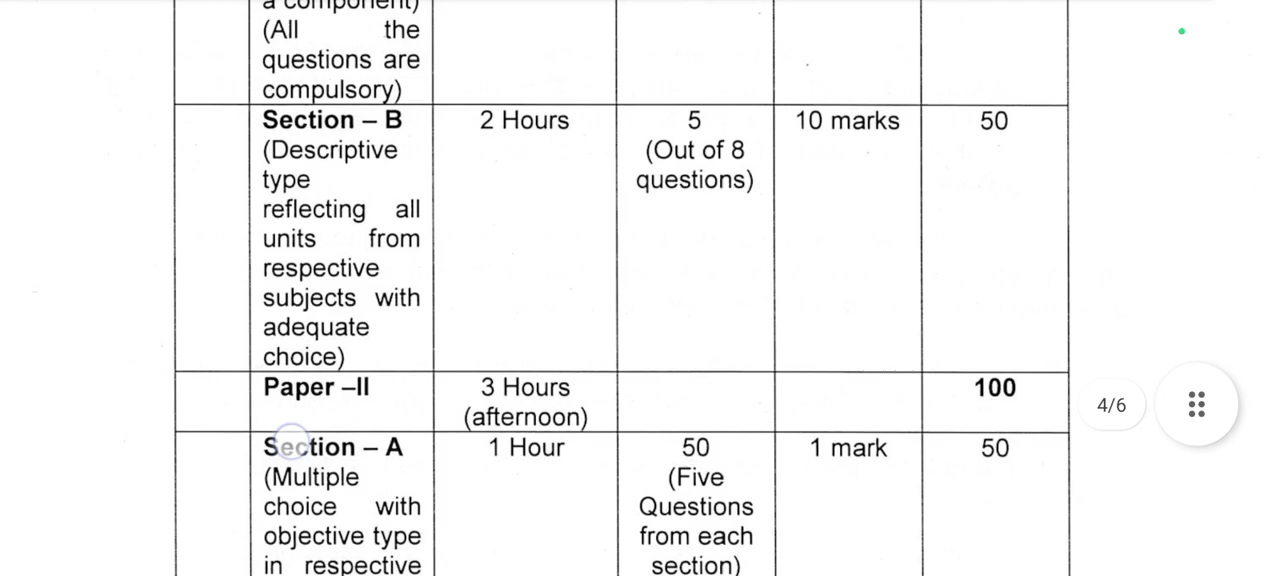 a component)
(All the
questions are
compulsory)
Section – B
(Descriptive
type
reflecting all
units from
respective
subjects with
adequate
choice)
2 Hours
5
(Out of 8
questions)
10 marks
50
Paper –II
3 Hours
(afternoon)
100
Section – A
(Multiple
choice with
objective type
in respective
1 Hour
50
(Five
Questions
from each
section)
1 mark
50
4/6